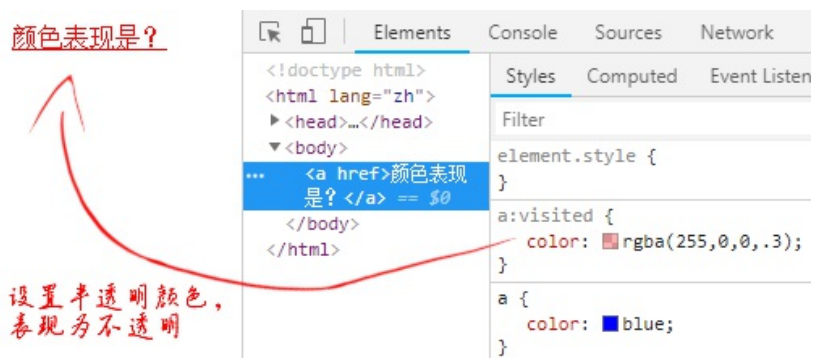 颜色表现是？
Elements Console Sources Network
<!doctype html>
<html lang="zh">
▶<head>…</head>
▼<body>
… <a href>颜色表现
是？</a> == $0
</body>
</html>
Styles Computed Event Listen
Filter
element.style {
}
a:visited {
color: rgba(255,0,0,.3);
}
a {
color: blue;
}
设置半透明颜色，
表现为不透明